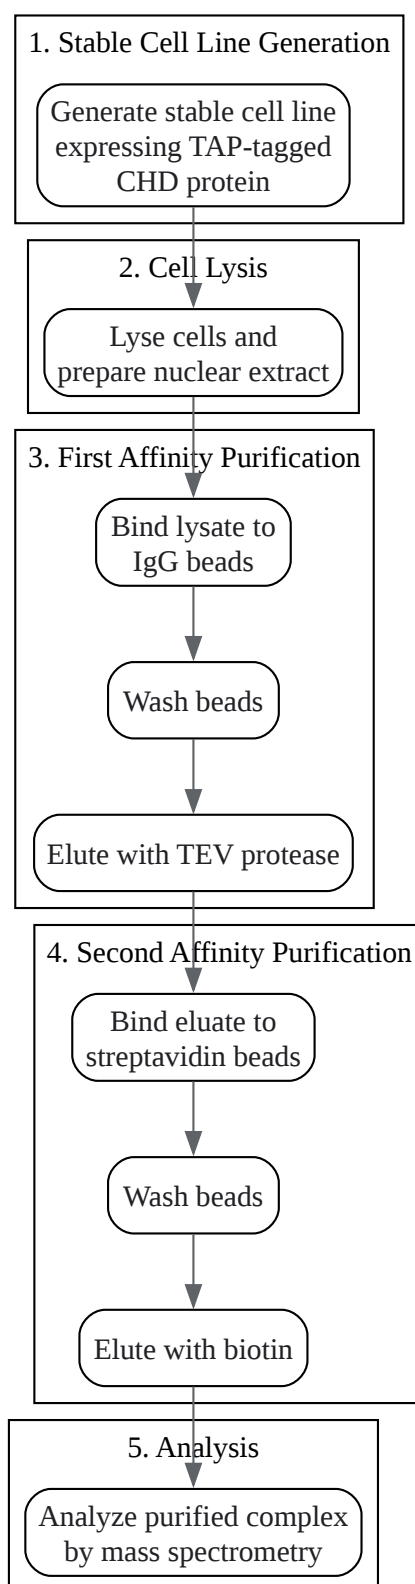 1. Stable Cell Line Generation
Generate stable cell line
expressing TAP-tagged
CHD protein
2. Cell Lysis
Lyse cells and
prepare nuclear extract
3. First Affinity Purification
Bind lysate to
IgG beads
Wash beads
Elute with TEV protease
4. Second Affinity Purification
Bind eluate to
streptavidin beads
Wash beads
Elute with biotin
5. Analysis
Analyze purified complex
by mass spectrometry